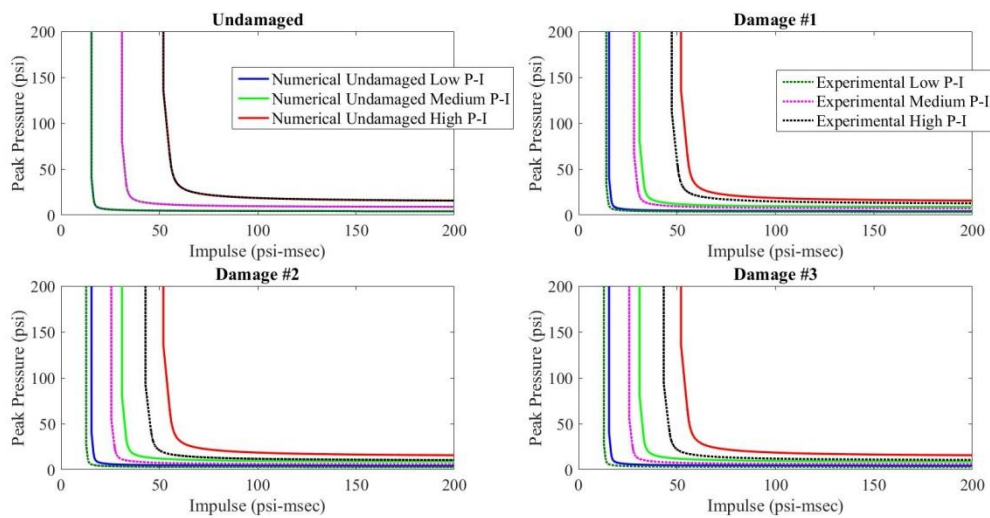 Undamaged
200
150
100
50
0
Peak Pressure (psi)
Numerical Undamaged Low P-I
Numerical Undamaged Medium P-I
Numerical Undamaged High P-I
0 50 100 150 200
Impulse (psi-msec)
Damage #1
200
150
100
50
0
Peak Pressure (psi)
Experimental Low P-I
Experimental Medium P-I
Experimental High P-I
0 50 100 150 200
Impulse (psi-msec)
Damage #2
200
150
100
50
0
Peak Pressure (psi)
0 50 100 150 200
Impulse (psi-msec)
Damage #3
200
150
100
50
0
Peak Pressure (psi)
0 50 100 150 200
Impulse (psi-msec)